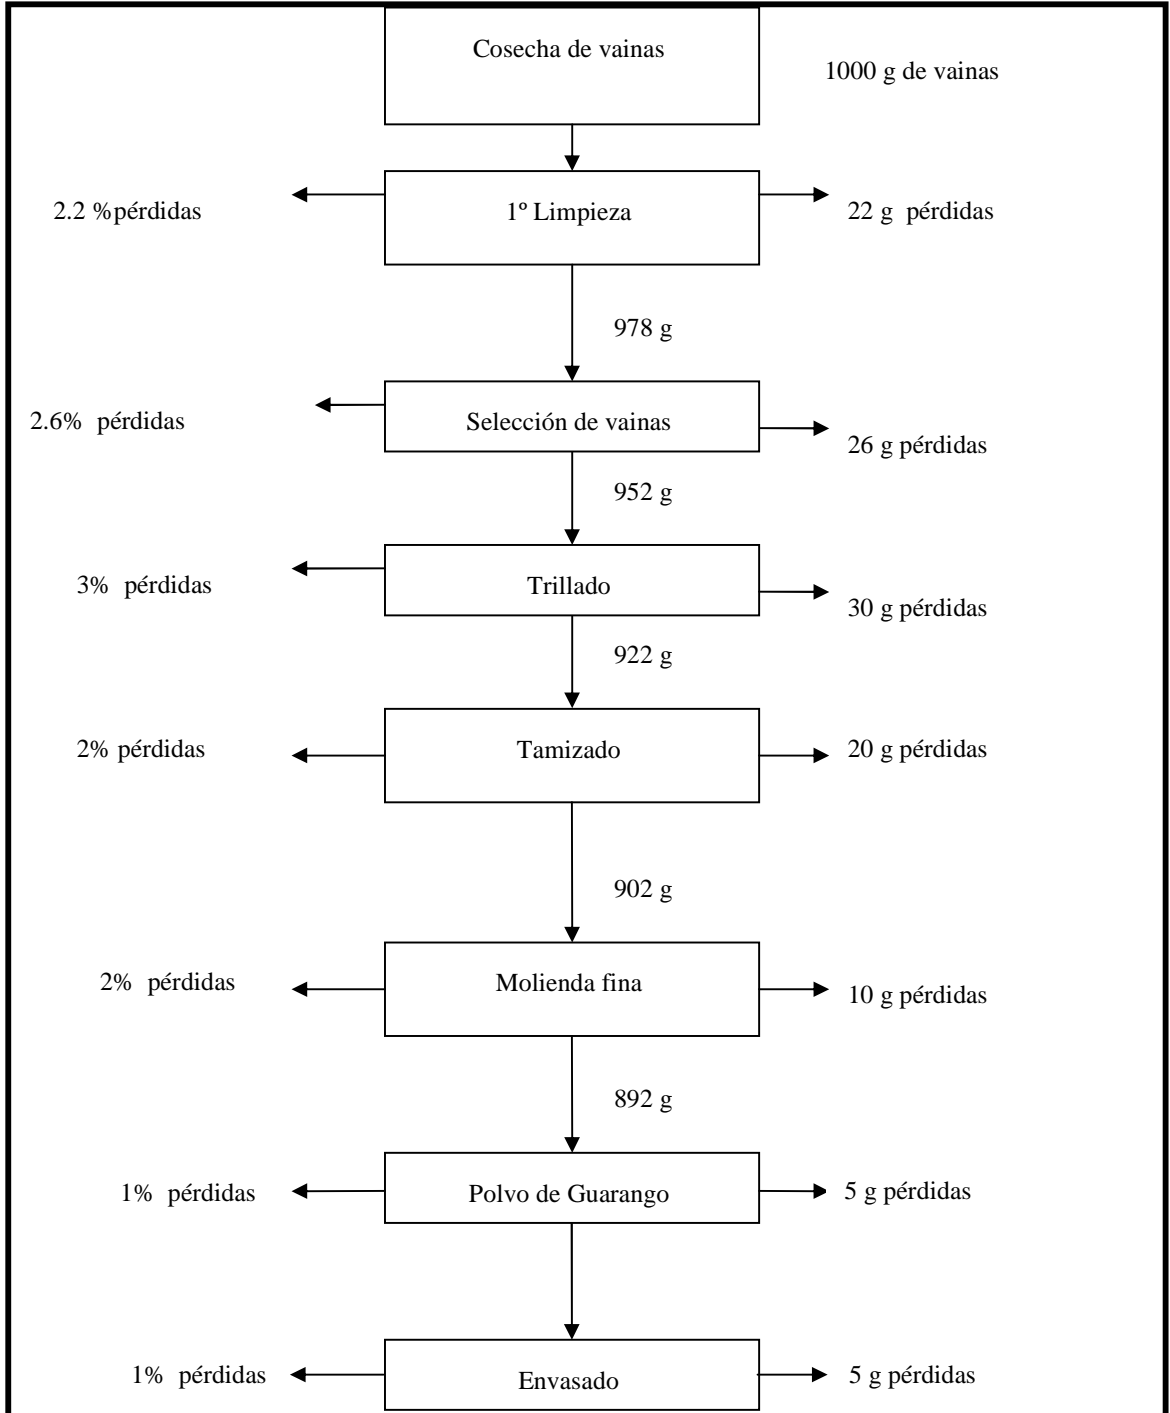 Cosecha de vainas
1000 g de vainas
2.2 %pérdidas
1º Limpieza
22 g pérdidas
978 g
2.6% pérdidas
Selección de vainas
26 g pérdidas
952 g
3% pérdidas
Trillado
30 g pérdidas
922 g
2% pérdidas
Tamizado
20 g pérdidas
902 g
2% pérdidas
Molienda fina
10 g pérdidas
892 g
1% pérdidas
Polvo de Guarango
5 g pérdidas
1% pérdidas
Envasado
5 g pérdidas